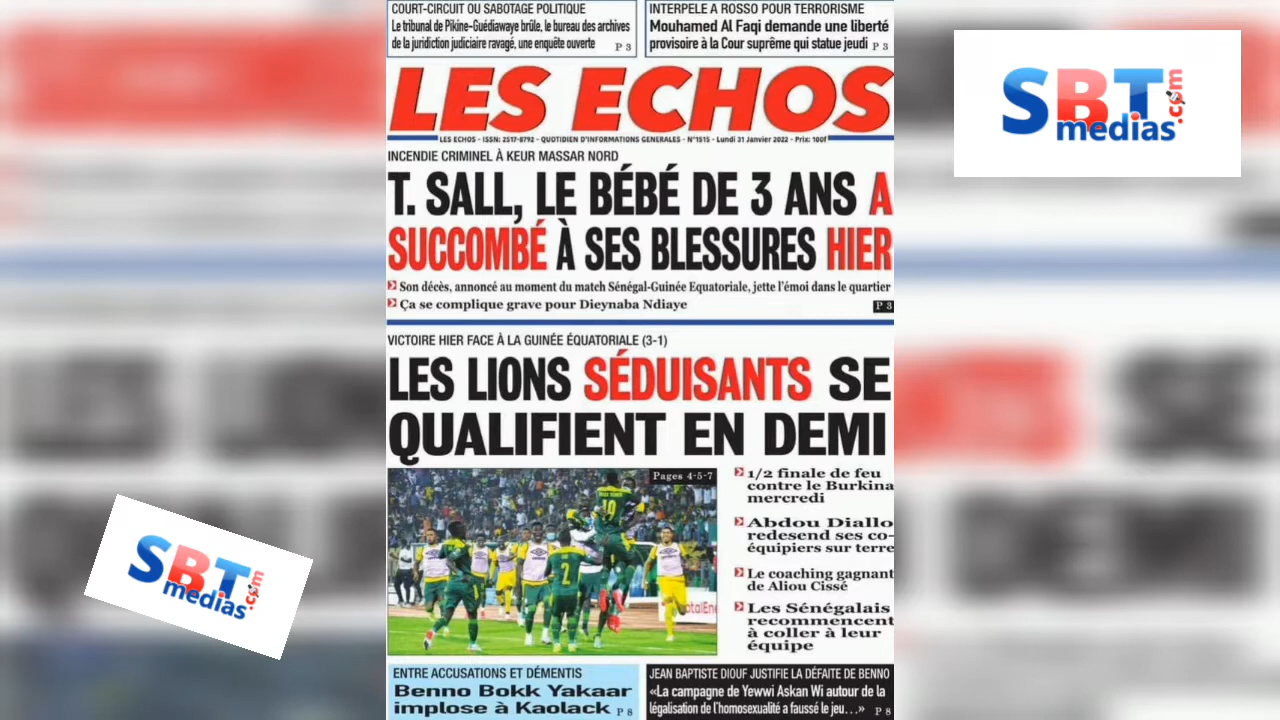 COURT-CIRCUIT OU SABOTAGE POLITIQUE
Le tribunal de Pikine-Guédiawaye brûle, le bureau des archives
de la juridiction judiciaire ravagé, une enquête ouverte P 3
INTERPELE A ROSSO POUR TERRORISME
Mouhamed Al Faqi demande une liberté
provisoire à la Cour suprême qui statue jeudi P 3
LES ECHOS
LES ECHOS - ISSN: 2517-8792 - QUOTIDIEN D'INFORMATIONS GENERALES - N°1515 - Lundi 31 Janvier 2022 - Prix: 100f
INCENDIE CRIMINEL À KEUR MASSAR NORD
T. SALL, LE BÉBÉ DE 3 ANS A
SUCCOMBÉ À SES BLESSURES HIER
Son décès, annoncé au moment du match Sénégal-Guinée Equatoriale, jette l'émoi dans le quartier
Ça se complique grave pour Dieynaba Ndiaye
P 3
VICTOIRE HIER FACE À LA GUINÉE ÉQUATORIALE (3-1)
LES LIONS SÉDUISANTS SE
QUALIFIENT EN DEMI
Pages 4-5-7
19
2
1/2 finale de feu
contre le Burkina
mercredi
Abdou Diallo
redesend ses co-
équipiers sur terre
Le coaching gagnant
de Aliou Cissé
Les Sénégalais
recommencent
à coller à leur
équipe
ENTRE ACCUSATIONS ET DÉMENTIS
Benno Bokk Yakaar
implose à Kaolack P 8
JEAN BAPTISTE DIOUF JUSTIFIE LA DÉFAITE DE BENNO
«La campagne de Yewwi Askan Wi autour de la
légalisation de l'homosexualité a faussé le jeu…» P 8
SBT
medias.com
SBT
medias.com